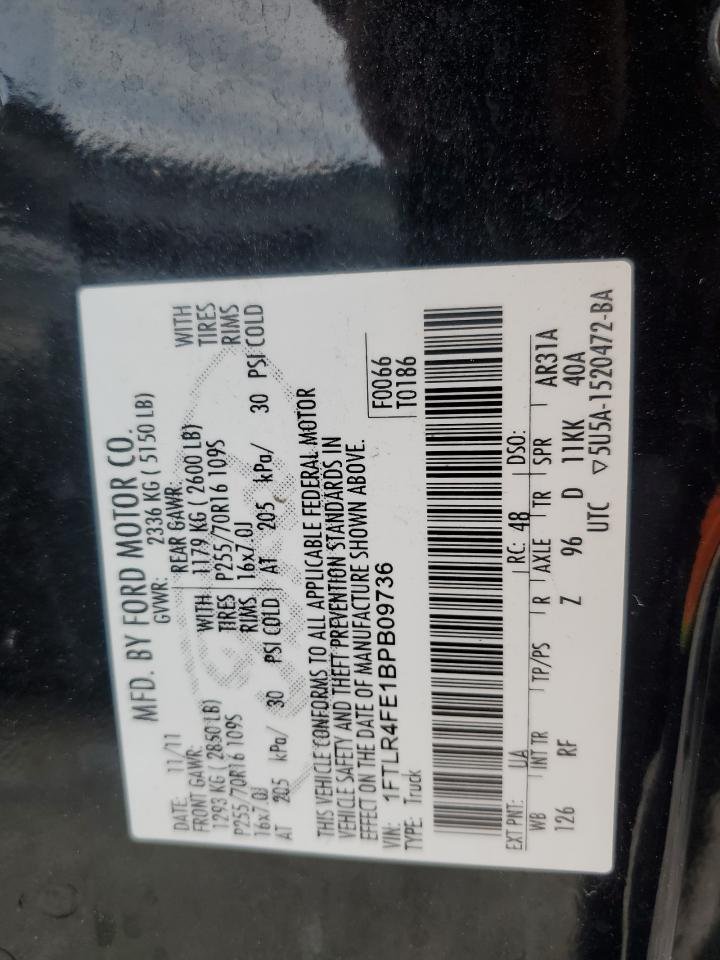 MFD. BY FORD MOTOR CO.
DATE: 11/11 GVWR: 2336 KG ( 5150 LB)
FRONT GAWR: REAR GAWR:
1293 KG ( 2850 LB) WITH 1179 KG ( 2600 LB) WITH
P255/70R16 109S TIRES P255/70R16 109S TIRES
16x7.0J RIMS 16x7.0J RIMS
AT 205 kPa/ 30 PSI COLD AT 205 kPa/ 30 PSI COLD
THIS VEHICLE CONFORMS TO ALL APPLICABLE FEDERAL MOTOR
VEHICLE SAFETY AND THEFT PREVENTION STANDARDS IN
EFFECT ON THE DATE OF MANUFACTURE SHOWN ABOVE.
VIN: 1FTLR4FE1BPB09736 F0066
TYPE: Truck T0186
EXT PNT: UA RC: 4B DSO:
WB INT TR TP/PS R AXLE TR SPR AR31A
126 RF Z 96 D 11KK 40A
UTC ▽5U5A-1520472-BA